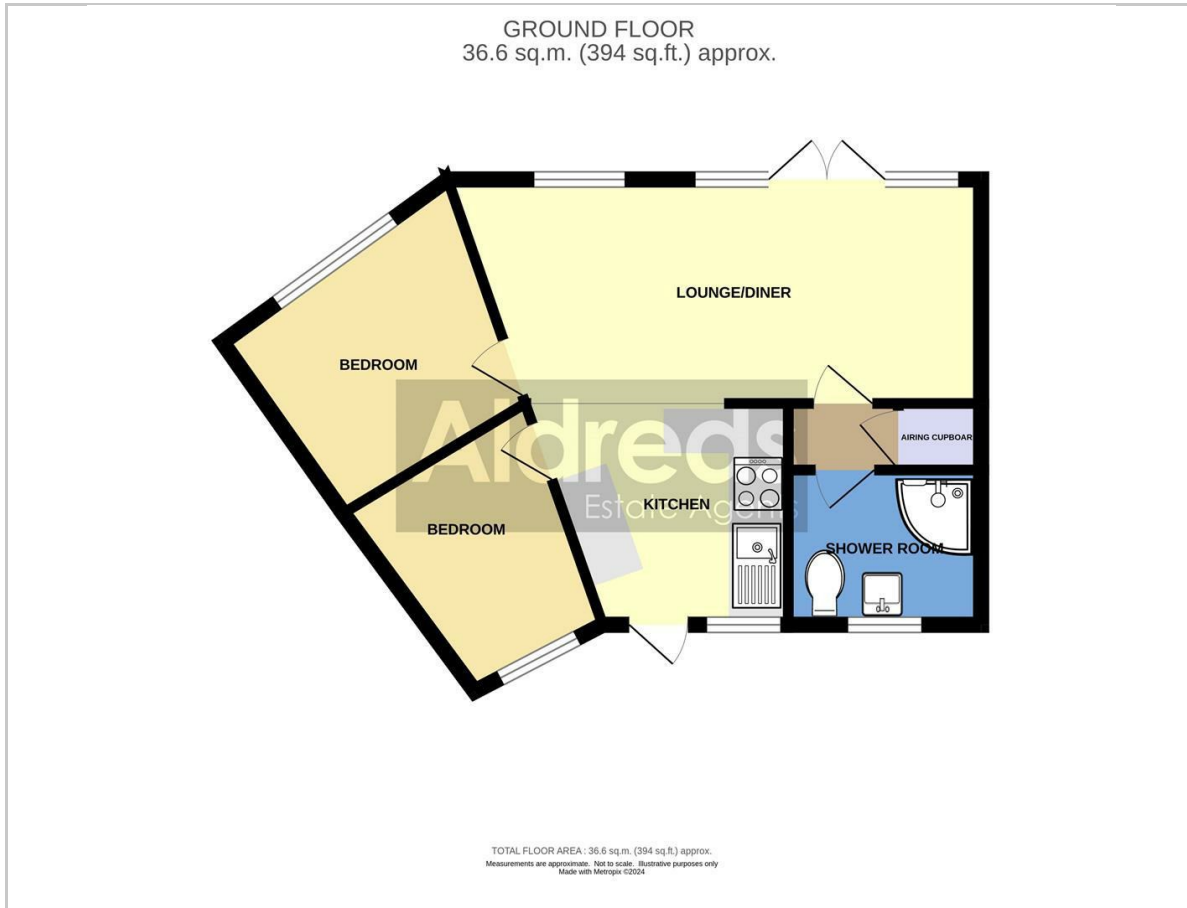 GROUND FLOOR
36.6 sq.m. (394 sq.ft.) approx.
LOUNGE/DINER
BEDROOM
Aldreds
AIRING CUPBOAR
KITCHEN
Estate Agents
BEDROOM
SHOWER ROOM
TOTAL FLOOR AREA : 36.6 sq.m. (394 sq.ft.) approx.
Measurements are approximate. Not to scale. Illustrative purposes only
Made with Metropix ©2024